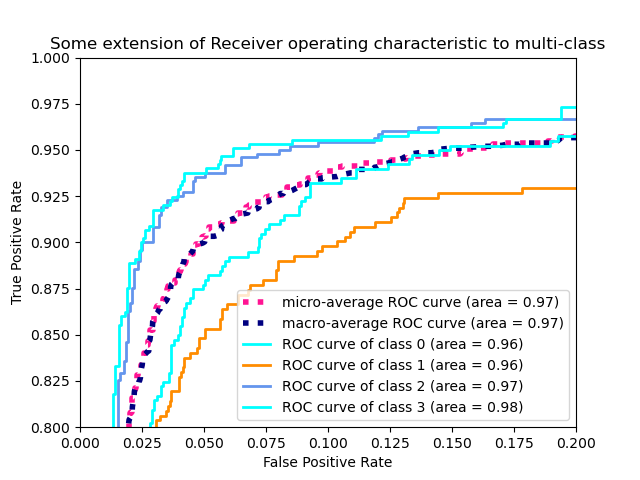 Some extension of Receiver operating characteristic to multi-class
1.000
0.975
0.950
0.925
0.900
0.875
0.850
0.825
0.800
True Positive Rate
micro-average ROC curve (area = 0.97)
macro-average ROC curve (area = 0.97)
ROC curve of class 0 (area = 0.96)
ROC curve of class 1 (area = 0.96)
ROC curve of class 2 (area = 0.97)
ROC curve of class 3 (area = 0.98)
0.000 0.025 0.050 0.075 0.100 0.125 0.150 0.175 0.200
False Positive Rate